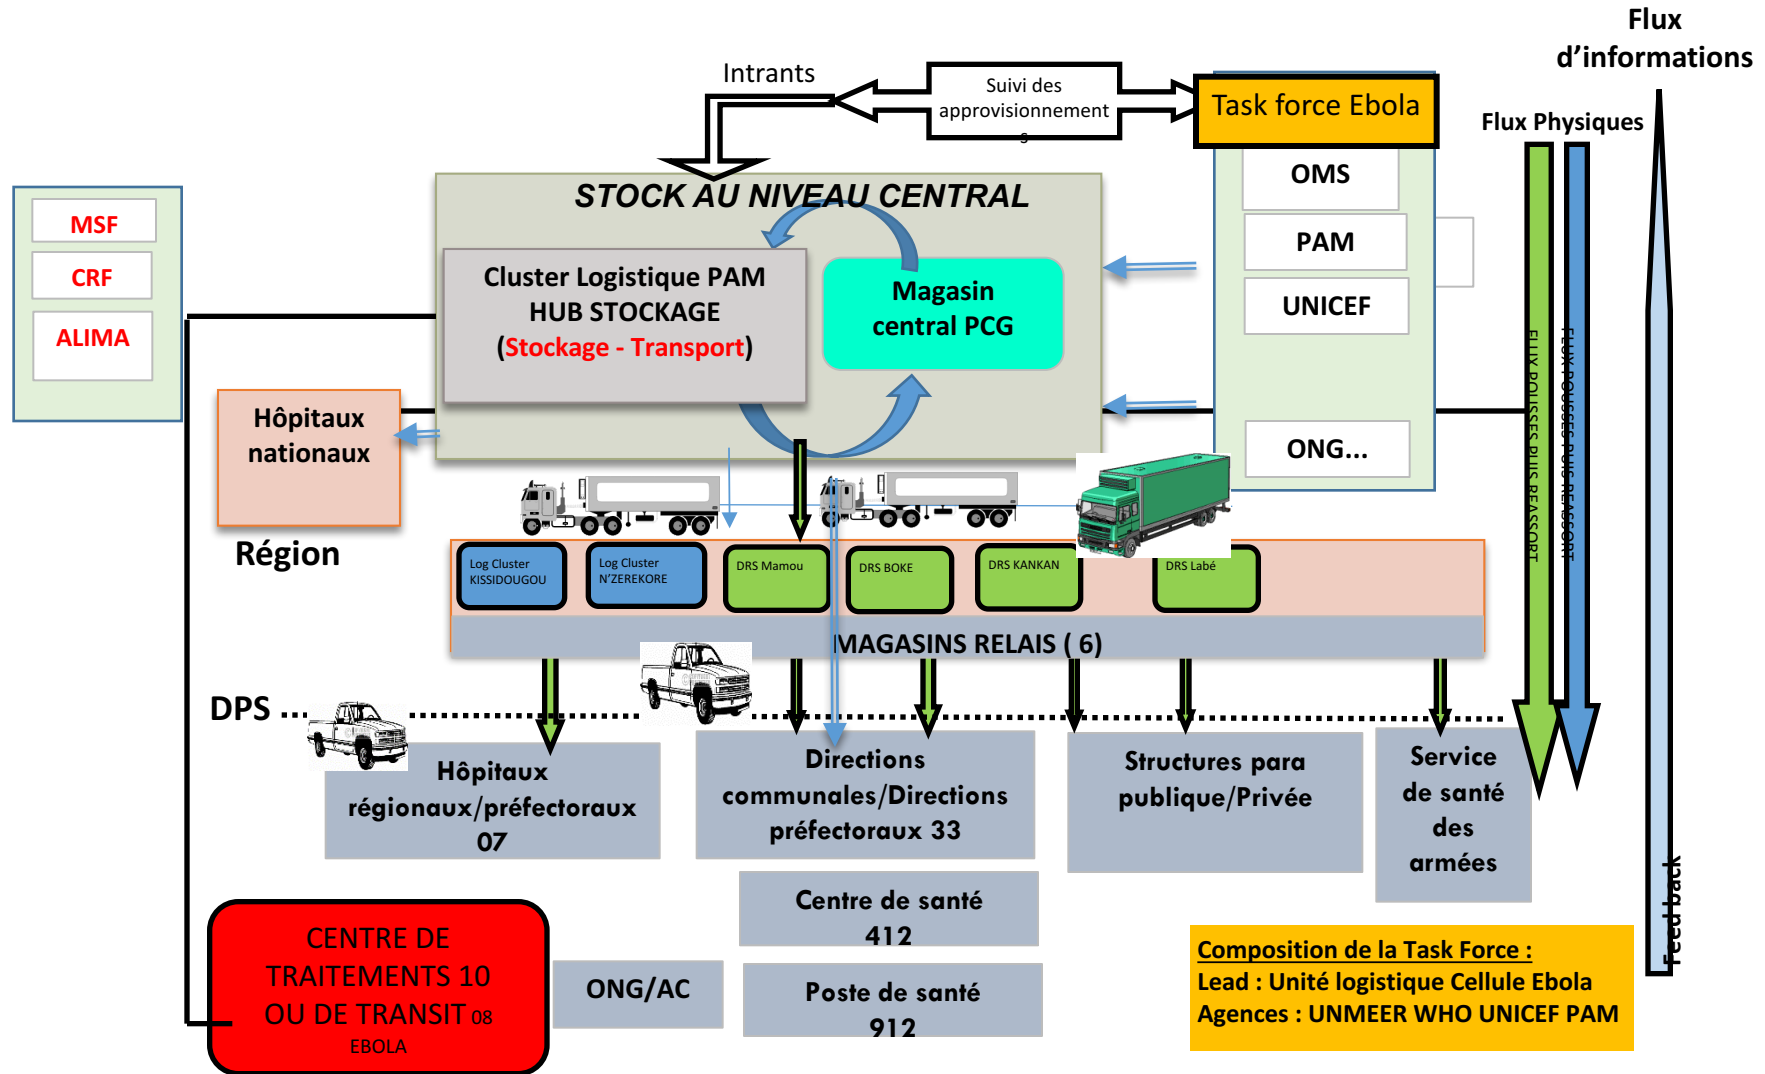 Flux
d'informations
Intrants
Suivi des
approvisionnement
s
Task force Ebola
Flux Physiques
MSF
CRF
ALIMA
STOCK AU NIVEAU CENTRAL
Cluster Logistique PAM
HUB STOCKAGE
(Stockage - Transport)
Magasin
central PCG
OMS
PAM
UNICEF
ONG...
FLUX POUSSES PUIS REASSORT
FLUX POUSSES PUIS REASSORT
Hôpitaux
nationaux
Région
Log Cluster
KISSIDOUGOU
Log Cluster
N'ZEREKORE
DRS Mamou
DRS BOKE
DRS KANKAN
DRS Labé
MAGASINS RELAIS ( 6)
DPS
Hôpitaux
régionaux/préfectoraux
07
Directions
communales/Directions
préfectoraux 33
Structures para
publique/Privée
Service
de santé
des
armées
Feed back
Centre de santé
412
CENTRE DE
TRAITEMENTS 10
OU DE TRANSIT 08
EBOLA
ONG/AC
Poste de santé
912
Composition de la Task Force :
Lead : Unité logistique Cellule Ebola
Agences : UNMEER WHO UNICEF PAM